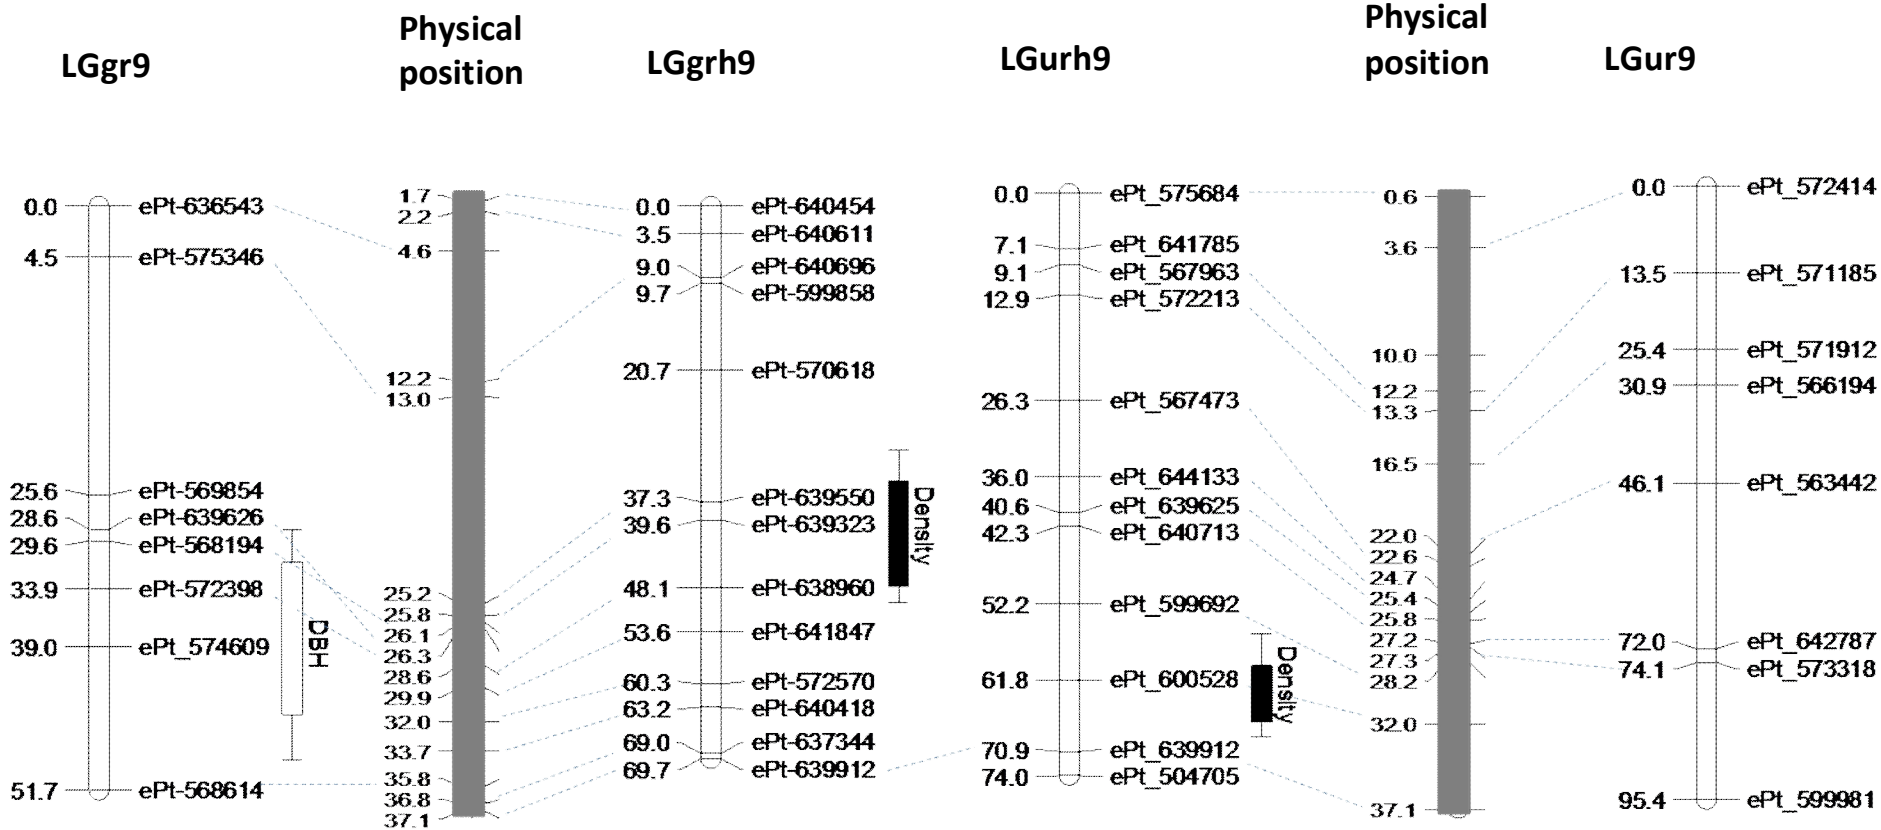 LGgr9
Physical
position
LGgrh9
LGurh9
Physical
position
LGur9
0.0 ePt-636543
4.5 ePt-575346
25.6 ePt-569854
28.6 ePt-639626
29.6 ePt-568194
33.9 ePt-572398
39.0 ePt_574609
51.7 ePt-568614
DBH
1.7
2.2
4.6
12.2
13.0
25.2
25.8
26.1
26.3
28.6
29.9
32.0
33.7
35.8
36.8
37.1
0.0 ePt-640454
3.5 ePt-640611
9.0 ePt-640696
9.7 ePt-599858
20.7 ePt-570618
37.3 ePt-639550
39.6 ePt-639323
48.1 ePt-638960
53.6 ePt-641847
60.3 ePt-572570
63.2 ePt-640418
69.0 ePt-637344
69.7 ePt-639912
Density
0.0 ePt_575684
7.1 ePt_641785
9.1 ePt_567963
12.9 ePt_572213
26.3 ePt_567473
36.0 ePt_644133
40.6 ePt_639625
42.3 ePt_640713
52.2 ePt_599692
61.8 ePt_600528
70.9 ePt_639912
74.0 ePt_504705
Density
0.6
3.6
10.0
12.2
13.3
16.5
22.0
22.6
24.7
25.4
25.8
27.2
27.3
28.2
32.0
37.1
0.0 ePt_572414
13.5 ePt_571185
25.4 ePt_571912
30.9 ePt_566194
46.1 ePt_563442
72.0 ePt_642787
74.1 ePt_573318
95.4 ePt_599981